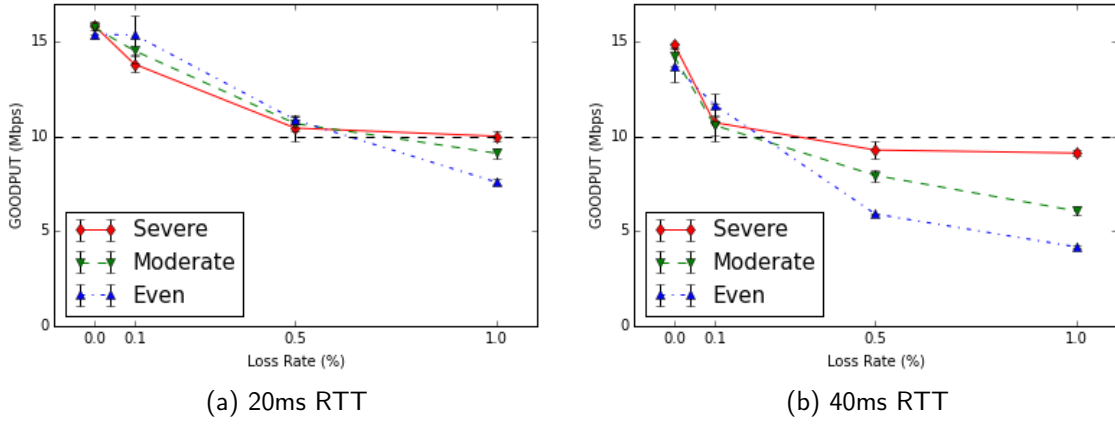 GOODPUT (Mbps)
15
10
5
0
Severe
Moderate
Even
0.0 0.1 0.5 1.0
Loss Rate (%)
(a) 20ms RTT
GOODPUT (Mbps)
15
10
5
0
Severe
Moderate
Even
0.0 0.1 0.5 1.0
Loss Rate (%)
(b) 40ms RTT